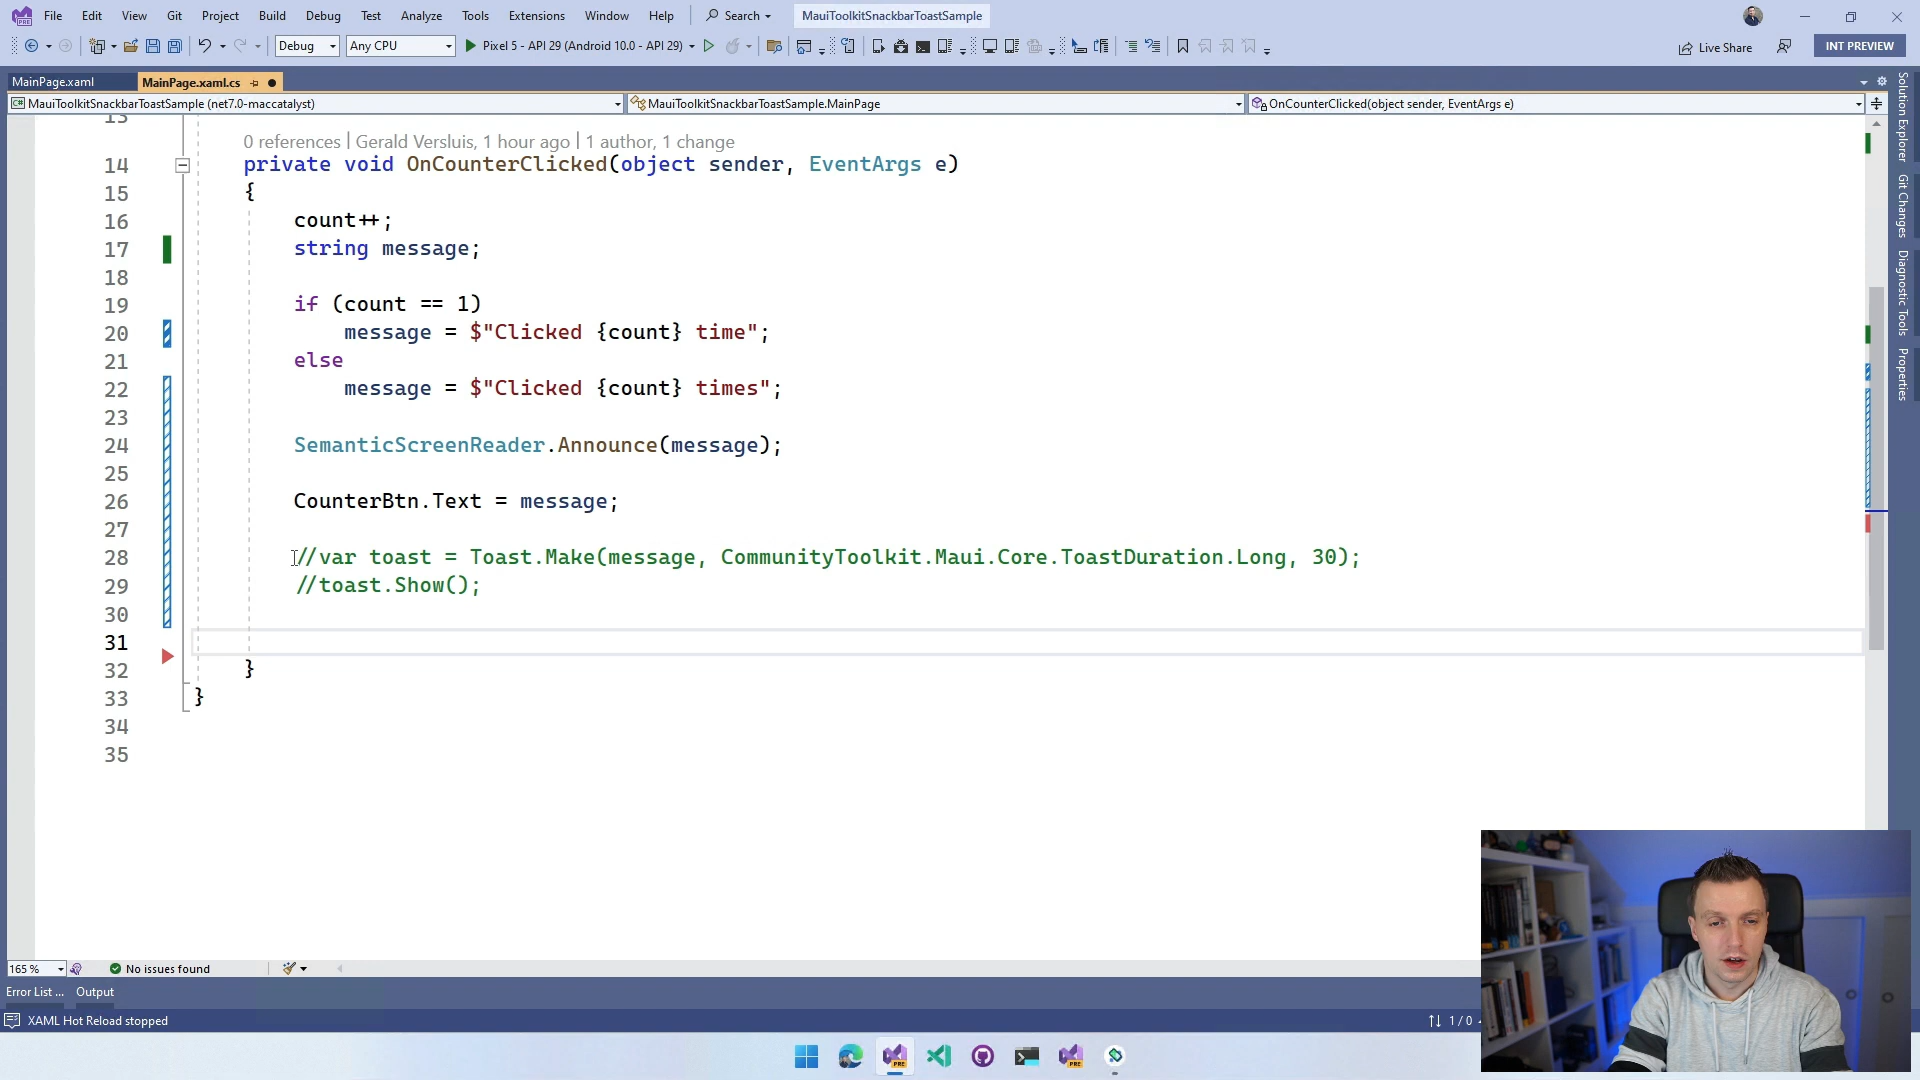 File Edit View Git Project Build Debug Test Analyze Tools Extensions Window Help Search MauiToolkitSnackbarToastSample
Debug Any CPU Pixel 5 - API 29 (Android 10.0 - API 29) Live Share INT PREVIEW
MainPage.xaml MainPage.xaml.cs
MauiToolkitSnackbarToastSample (net7.0-maccatalyst) MauiToolkitSnackbarToastSample.MainPage OnCounterClicked(object sender, EventArgs e)
13
0 references | Gerald Versluis, 1 hour ago | 1 author, 1 change
14 private void OnCounterClicked(object sender, EventArgs e)
15 {
16 count++;
17 string message;
18
19 if (count == 1)
20 message = $"Clicked {count} time";
21 else
22 message = $"Clicked {count} times";
23
24 SemanticScreenReader.Announce(message);
25
26 CounterBtn.Text = message;
27
28 //var toast = Toast.Make(message, CommunityToolkit.Maui.Core.ToastDuration.Long, 30);
29 //toast.Show();
30
31
32 }
33 }
34
35
Solution Explorer
Git Changes
Diagnostic Tools
Properties
165 % No issues found
Error List ... Output
XAML Hot Reload stopped 1 / 0